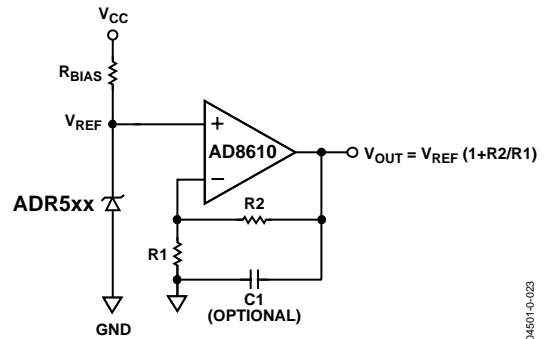 VCC
RBIAS
VREF
+
AD8610
−
VOUT = VREF (1+R2/R1)
ADR5xx
R2
R1
C1
(OPTIONAL)
GND
04501-0-023